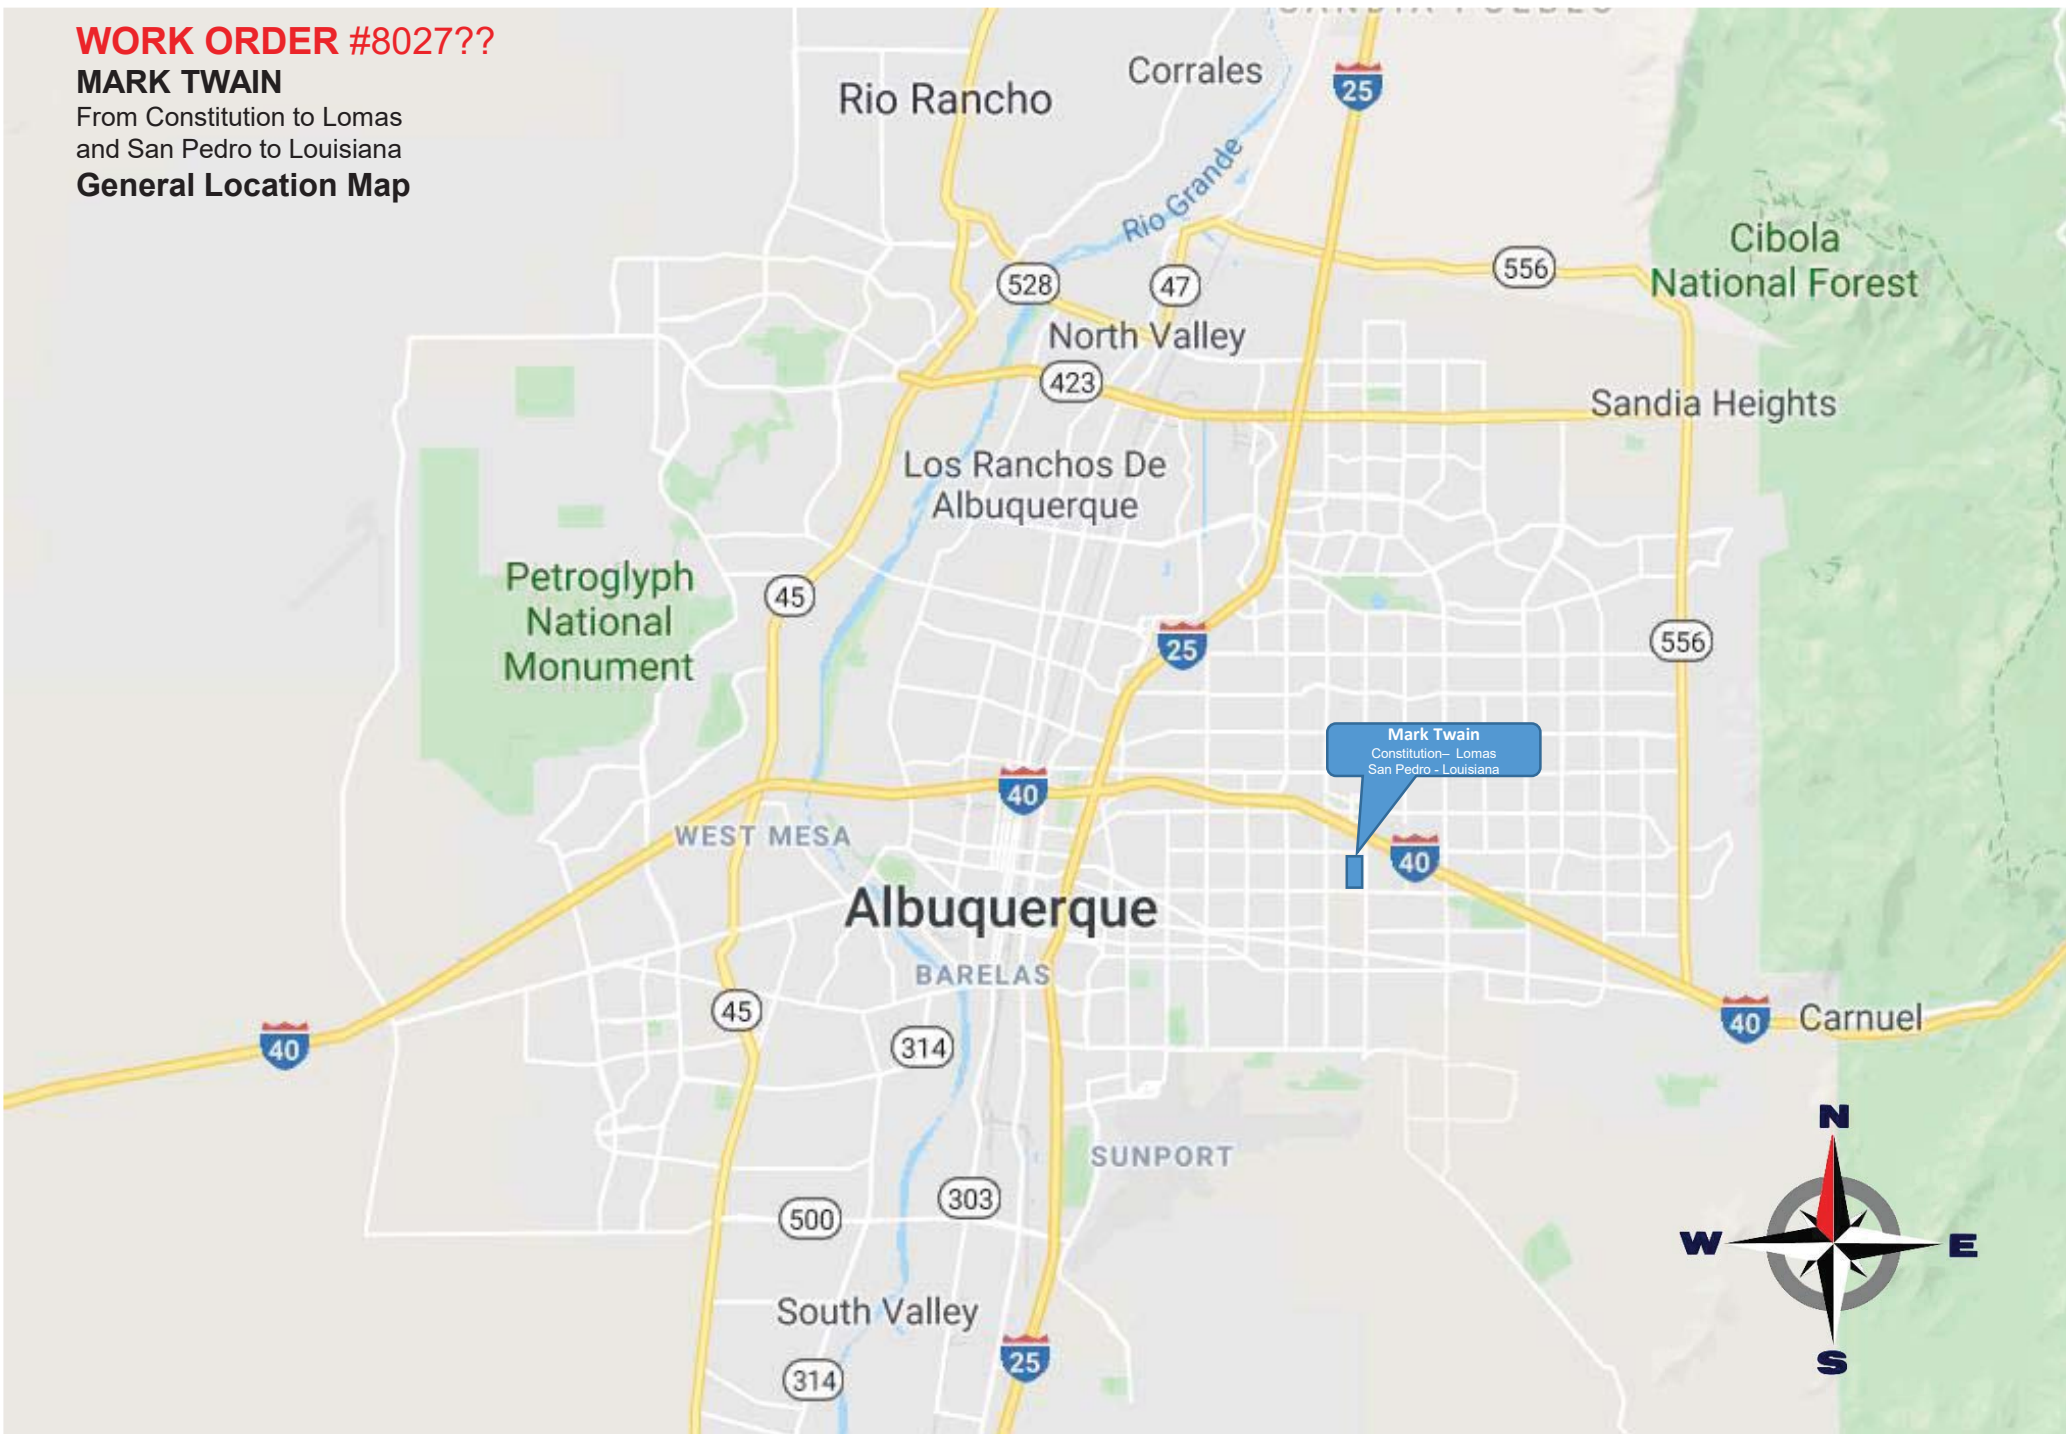 WORK ORDER #8027??
MARK TWAIN
From Constitution to Lomas
and San Pedro to Louisiana
General Location Map
Corrales
25
Rio Rancho
Rio Grande
Cibola
National Forest
528
47
556
North Valley
423
Sandia Heights
Los Ranchos De
Albuquerque
Petroglyph
National
Monument
45
25
556
Mark Twain
Constitution– Lomas
San Pedro - Louisiana
40
WEST MESA
40
Albuquerque
BARELAS
45
314
40
40
Carnuel
N
SUNPORT
303
500
W
E
South Valley
25
S
314